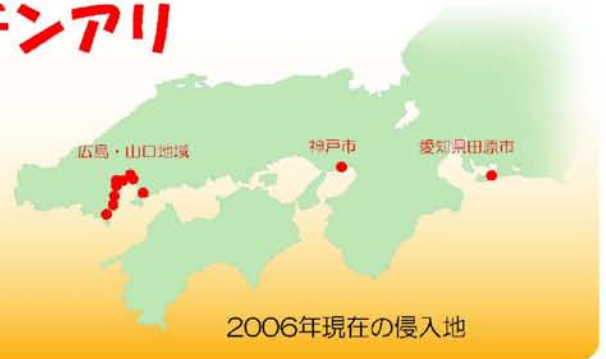 チンアリ
広島・山口地域
神戸市
愛知県田原市
2006年現在の侵入地